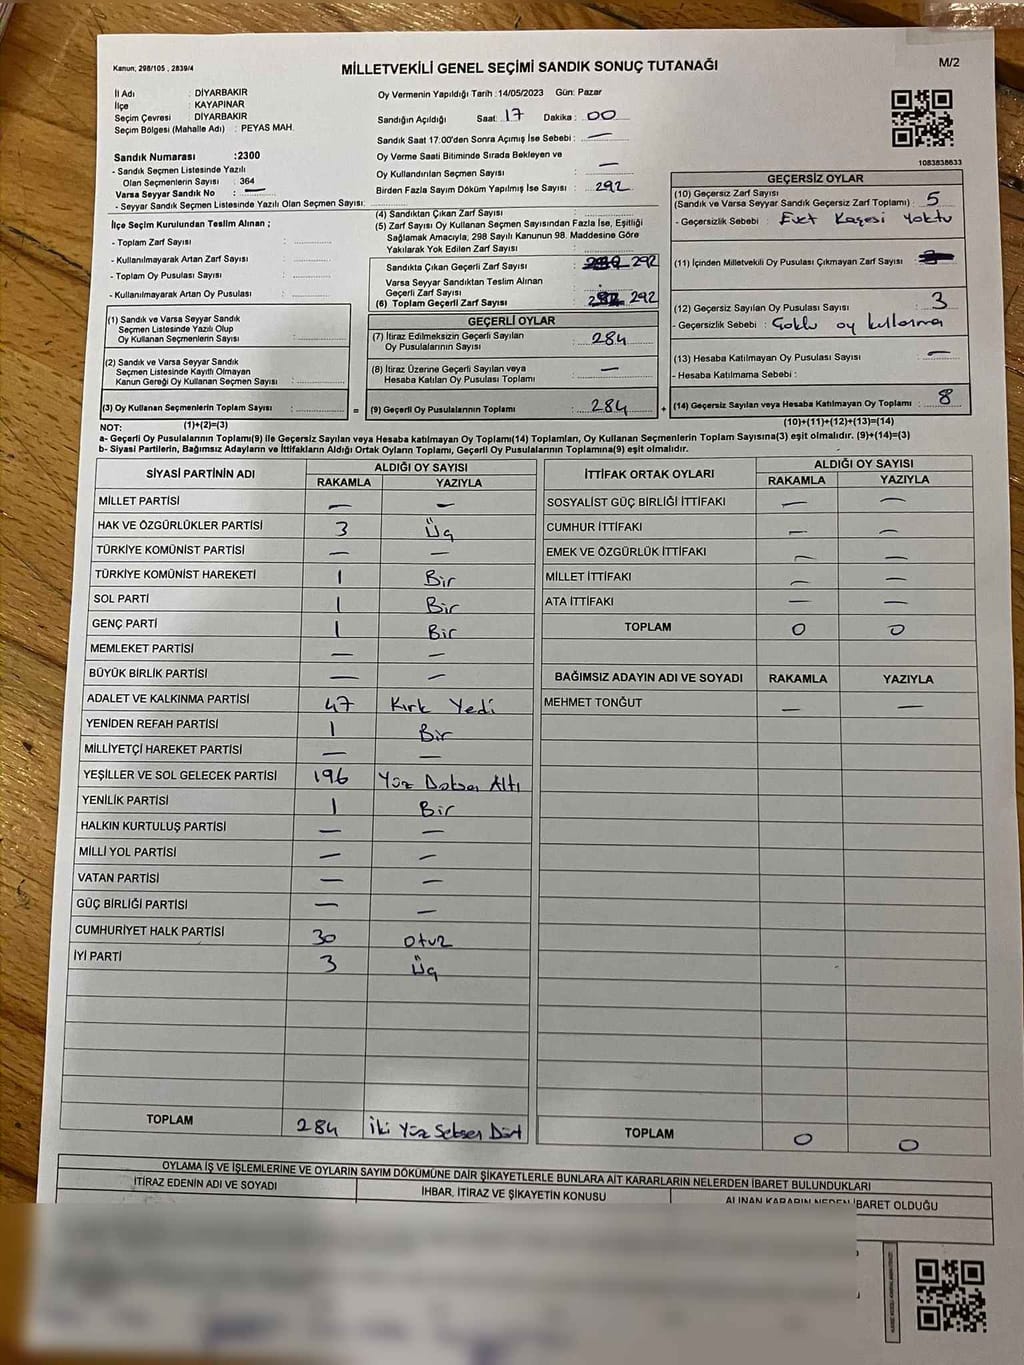 Kanun, 298/105 , 2839/4
MİLLETVEKİLİ GENEL SEÇİMİ SANDIK SONUÇ TUTANAĞI
M/2
İl Adı : DİYARBAKIR
İlçe : KAYAPINAR
Seçim Çevresi : DİYARBAKIR
Seçim Bölgesi (Mahalle Adı) : PEYAS MAH.
Sandık Numarası :2300
- Sandık Seçmen Listesinde Yazılı
Olan Seçmenlerin Sayısı : 364
Varsa Seyyar Sandık No : —
- Seyyar Sandık Seçmen Listesinde Yazılı Olan Seçmen Sayısı:
Oy Vermenin Yapıldığı Tarih :14/05/2023 Gün: Pazar
Sandığın Açıldığı Saat: 17 Dakika : 00
Sandık Saat 17.00'den Sonra Açımış İse Sebebi : —
Oy Verme Saati Bitiminde Sırada Bekleyen ve
Oy Kullandırılan Seçmen Sayısı : —
Birden Fazla Sayım Döküm Yapılmış İse Sayısı : 292
1083838633
İlçe Seçim Kurulundan Teslim Alınan ;
- Toplam Zarf Sayısı :
- Kullanılmayarak Artan Zarf Sayısı :
- Toplam Oy Pusulası Sayısı :
- Kullanılmayarak Artan Oy Pusulası :
(4) Sandıktan Çıkan Zarf Sayısı :
(5) Zarf Sayısı Oy Kullanan Seçmen Sayısından Fazla İse, Eşitliği
Sağlamak Amacıyla, 298 Sayılı Kanunun 98. Maddesine Göre
Yakılarak Yok Edilen Zarf Sayısı :
Sandıkta Çıkan Geçerli Zarf Sayısı : 292
Varsa Seyyar Sandıktan Teslim Alınan
Geçerli Zarf Sayısı :
(6) Toplam Geçerli Zarf Sayısı : 292
GEÇERSİZ OYLAR
(10) Geçersiz Zarf Sayısı
(Sandık ve Varsa Seyyar Sandık Geçersiz Zarf Toplamı) : 5
- Geçersizlik Sebebi : Evet Kaşesi Yoktu
(11) İçinden Milletvekili Oy Pusulası Çıkmayan Zarf Sayısı :
(12) Geçersiz Sayılan Oy Pusulası Sayısı : 3
- Geçersizlik Sebebi : Çoklu oy kullanma
(13) Hesaba Katılmayan Oy Pusulası Sayısı : —
- Hesaba Katılmama Sebebi :
(14) Geçersiz Sayılan veya Hesaba Katılmayan Oy Toplamı : 8
(1) Sandık ve Varsa Seyyar Sandık
Seçmen Listesinde Yazılı Olup
Oy Kullanan Seçmenlerin Sayısı :
(2) Sandık ve Varsa Seyyar Sandık
Seçmen Listesinde Kayıtlı Olmayan
Kanun Gereği Oy Kullanan Seçmen Sayısı :
(3) Oy Kullanan Seçmenlerin Toplam Sayısı : =
GEÇERLİ OYLAR
(7) İtiraz Edilmeksizin Geçerli Sayılan
Oy Pusulalarının Sayısı : 284
(8) İtiraz Üzerine Geçerli Sayılan veya
Hesaba Katılan Oy Pusulası Toplamı : —
(9) Geçerli Oy Pusulalarının Toplamı : 284 +
NOT: (1)+(2)=(3) (10)+(11)+(12)+(13)=(14)
a- Geçerli Oy Pusulalarının Toplamı(9) ile Geçersiz Sayılan veya Hesaba katılmayan Oy Toplamı(14) Toplamları, Oy Kullanan Seçmenlerin Toplam Sayısına(3) eşit olmalıdır. (9)+(14)=(3)
b- Siyasi Partilerin, Bağımsız Adayların ve İttifakların Aldığı Ortak Oyların Toplamı, Geçerli Oy Pusulalarının Toplamına(9) eşit olmalıdır.
SİYASİ PARTİNİN ADI ALDIĞI OY SAYISI
RAKAMLA YAZIYLA
MİLLET PARTİSİ — —
HAK VE ÖZGÜRLÜKLER PARTİSİ 3 Üç
TÜRKİYE KOMÜNİST PARTİSİ — —
TÜRKİYE KOMÜNİST HAREKETİ 1 Bir
SOL PARTİ 1 Bir
GENÇ PARTİ 1 Bir
MEMLEKET PARTİSİ — —
BÜYÜK BİRLİK PARTİSİ — —
ADALET VE KALKINMA PARTİSİ 47 Kırk Yedi
YENİDEN REFAH PARTİSİ 1 Bir
MİLLİYETÇİ HAREKET PARTİSİ — —
YEŞİLLER VE SOL GELECEK PARTİSİ 196 Yüz Doksan Altı
YENİLİK PARTİSİ 1 Bir
HALKIN KURTULUŞ PARTİSİ — —
MİLLİ YOL PARTİSİ — —
VATAN PARTİSİ — —
GÜÇ BİRLİĞİ PARTİSİ — —
CUMHURİYET HALK PARTİSİ 30 Otuz
İYİ PARTİ 3 Üç
TOPLAM 284 İki Yüz Seksen Dört
İTTİFAK ORTAK OYLARI ALDIĞI OY SAYISI
RAKAMLA YAZIYLA
SOSYALİST GÜÇ BİRLİĞİ İTTİFAKI — —
CUMHUR İTTİFAKI — —
EMEK VE ÖZGÜRLÜK İTTİFAKI — —
MİLLET İTTİFAKI — —
ATA İTTİFAKI — —
TOPLAM 0 0
BAĞIMSIZ ADAYIN ADI VE SOYADI RAKAMLA YAZIYLA
MEHMET TONĞUT — —
TOPLAM 0 0
OYLAMA İŞ VE İŞLEMLERİNE VE OYLARIN SAYIM DÖKÜMÜNE DAİR ŞİKAYETLERLE BUNLARA AİT KARARLARIN NELERDEN İBARET BULUNDUKLARI
İTİRAZ EDENİN ADI VE SOYADI İHBAR, İTİRAZ VE ŞİKAYETİN KONUSU ALINAN KARARIN NEDEN İBARET OLDUĞU